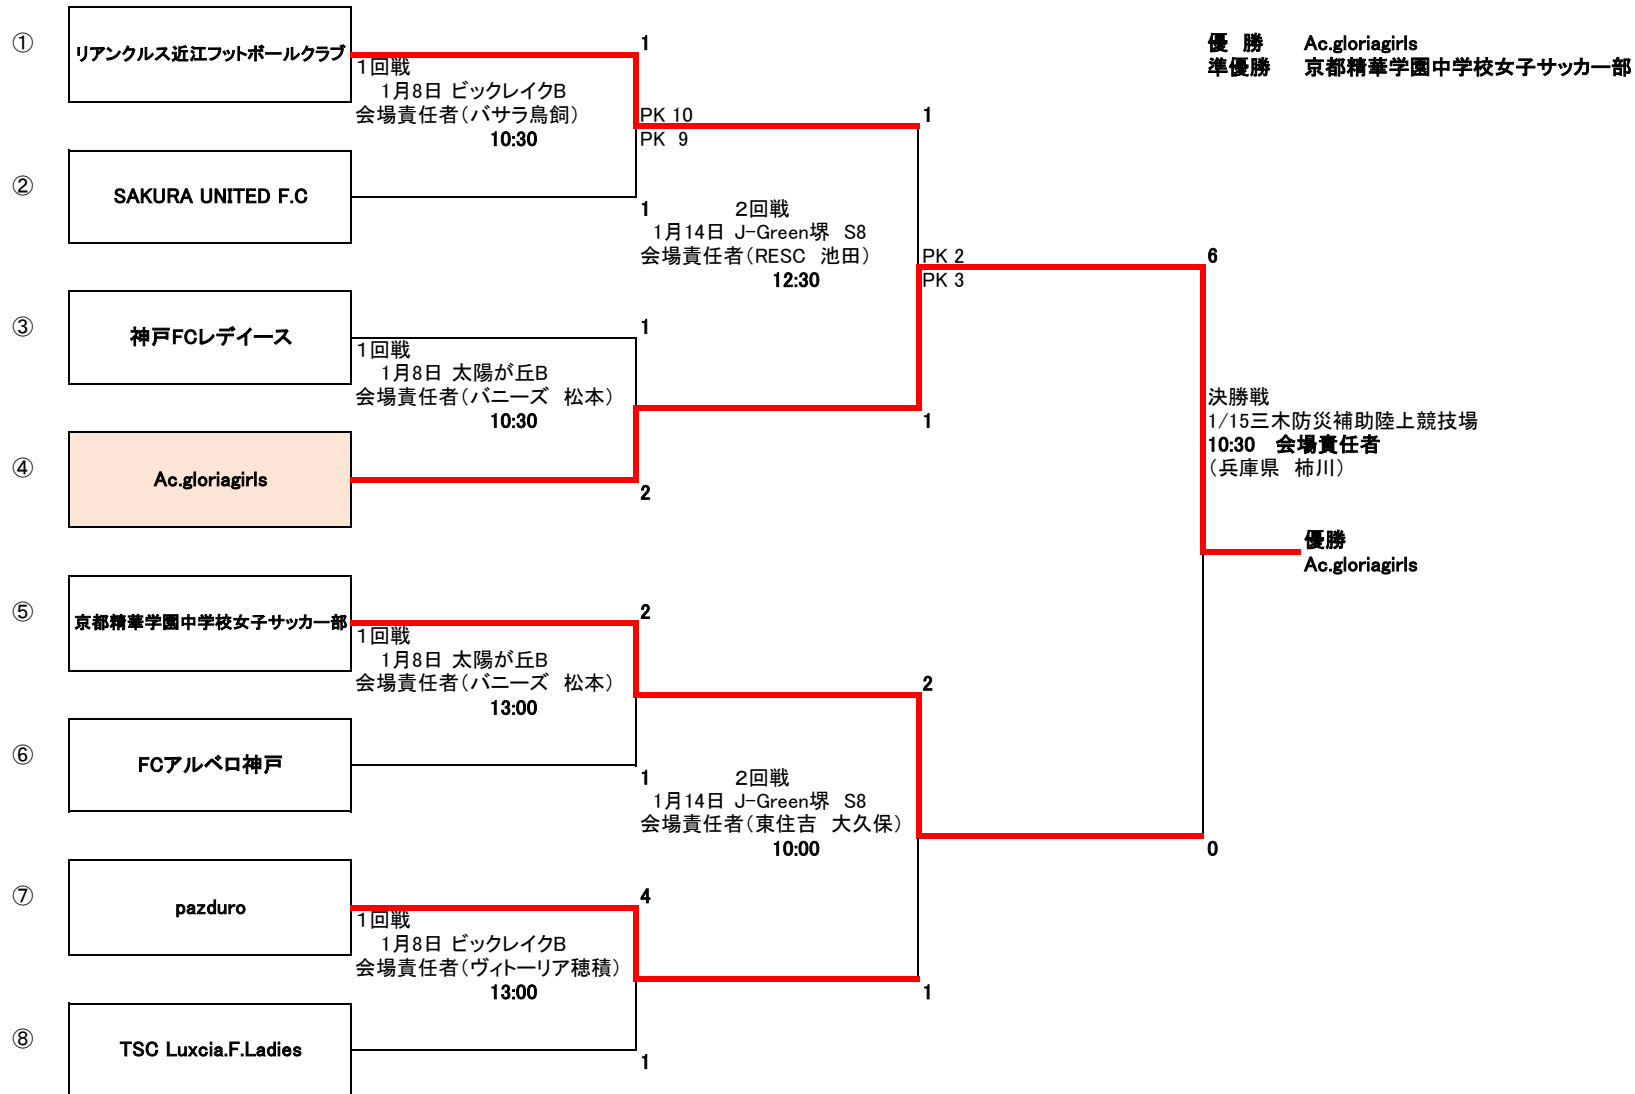 ①
リアンクルス近江フットボールクラブ
1
優　勝　Ac.gloriagirls
準優勝　京都精華学園中学校女子サッカー部
1回戦
1月8日 ビックレイクB
会場責任者（バサラ鳥飼）
10:30
PK 10
PK 9
1
②
SAKURA UNITED F.C
1
2回戦
1月14日 J-Green堺　S8
会場責任者（RESC　池田）
12:30
PK 2
PK 3
6
③
神戸FCレデイース
1
1回戦
1月8日 太陽が丘B
会場責任者（バニーズ　松本）
10:30
1
決勝戦
1/15三木防災補助陸上競技場
10:30　会場責任者
（兵庫県　柿川）
④
Ac.gloriagirls
2
優勝
Ac.gloriagirls
⑤
京都精華学園中学校女子サッカー部
2
1回戦
1月8日 太陽が丘B
会場責任者（バニーズ　松本）
13:00
2
⑥
FCアルベロ神戸
1
2回戦
1月14日 J-Green堺　S8
会場責任者（東住吉　大久保）
10:00
0
⑦
pazduro
4
1回戦
1月8日 ビックレイクB
会場責任者（ヴィトーリア穂積）
13:00
1
⑧
TSC Luxcia.F.Ladies
1